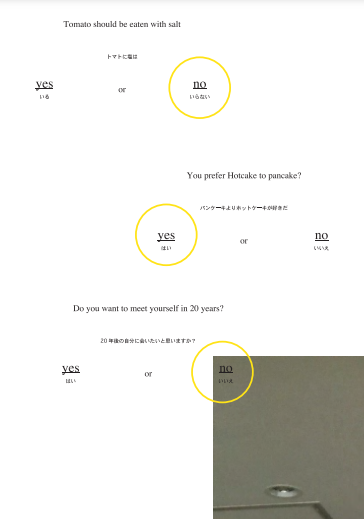 Tomato should be eaten with salt
トマトに塩は
yes or no
いる いらない
You prefer Hotcake to pancake?
パンケーキよりホットケーキが好きだ
yes or no
はい いいえ
Do you want to meet yourself in 20 years?
20年後の自分に会いたいと思いますか？
yes or no
はい いいえ